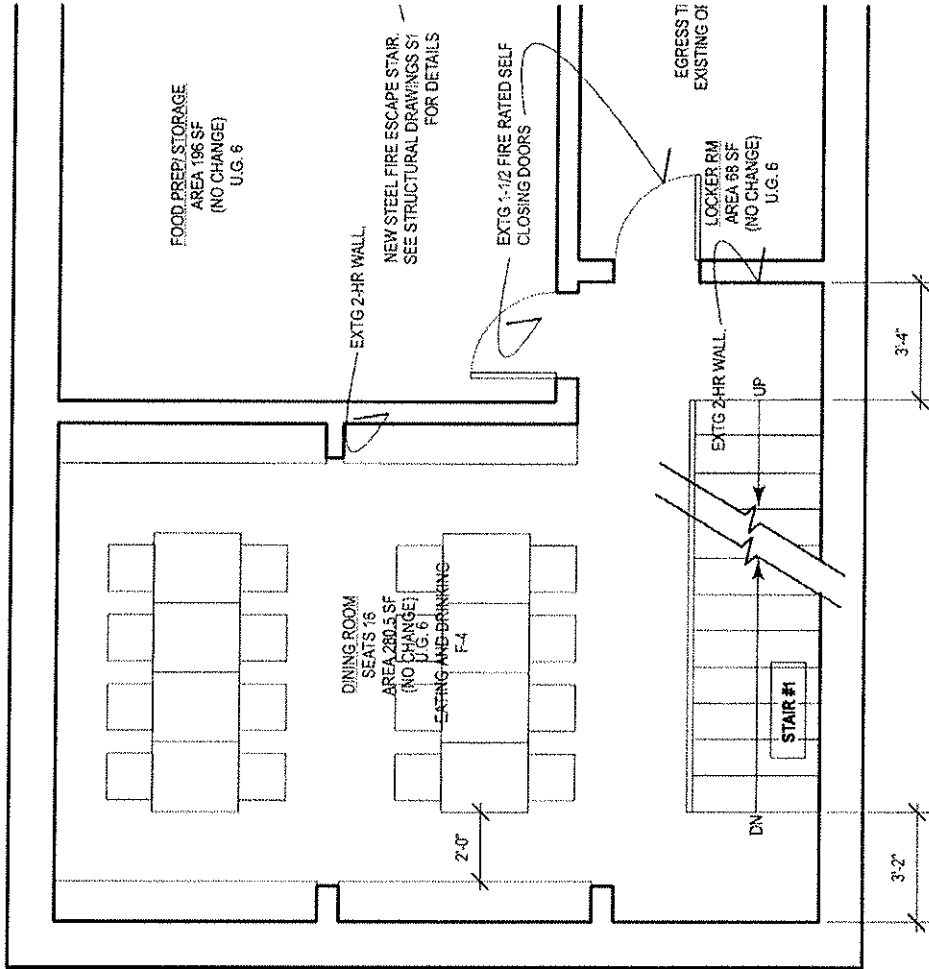 FOOD PREP/ STORAGE
AREA 196 SF
(NO CHANGE)
U.G. 6
NEW STEEL FIRE ESCAPE STAIR.
SEE STRUCTURAL DRAWINGS S1
FOR DETAILS
EXTG 2-HR WALL.
EXTG 1-1/2 FIRE RATED SELF
CLOSING DOORS
EGRESS
EXISTING
LOCKER RM
AREA 68 SF
(NO CHANGE)
U.G. 6
EXTG 2-HR WALL.
UP
3'-4"
DINING ROOM
SEATS 16
AREA 280.5 SF
(NO CHANGE)
U.G. 6
EATING AND DRINKING
F-4
STAIR #1
DN
2'-0"
3'-2"